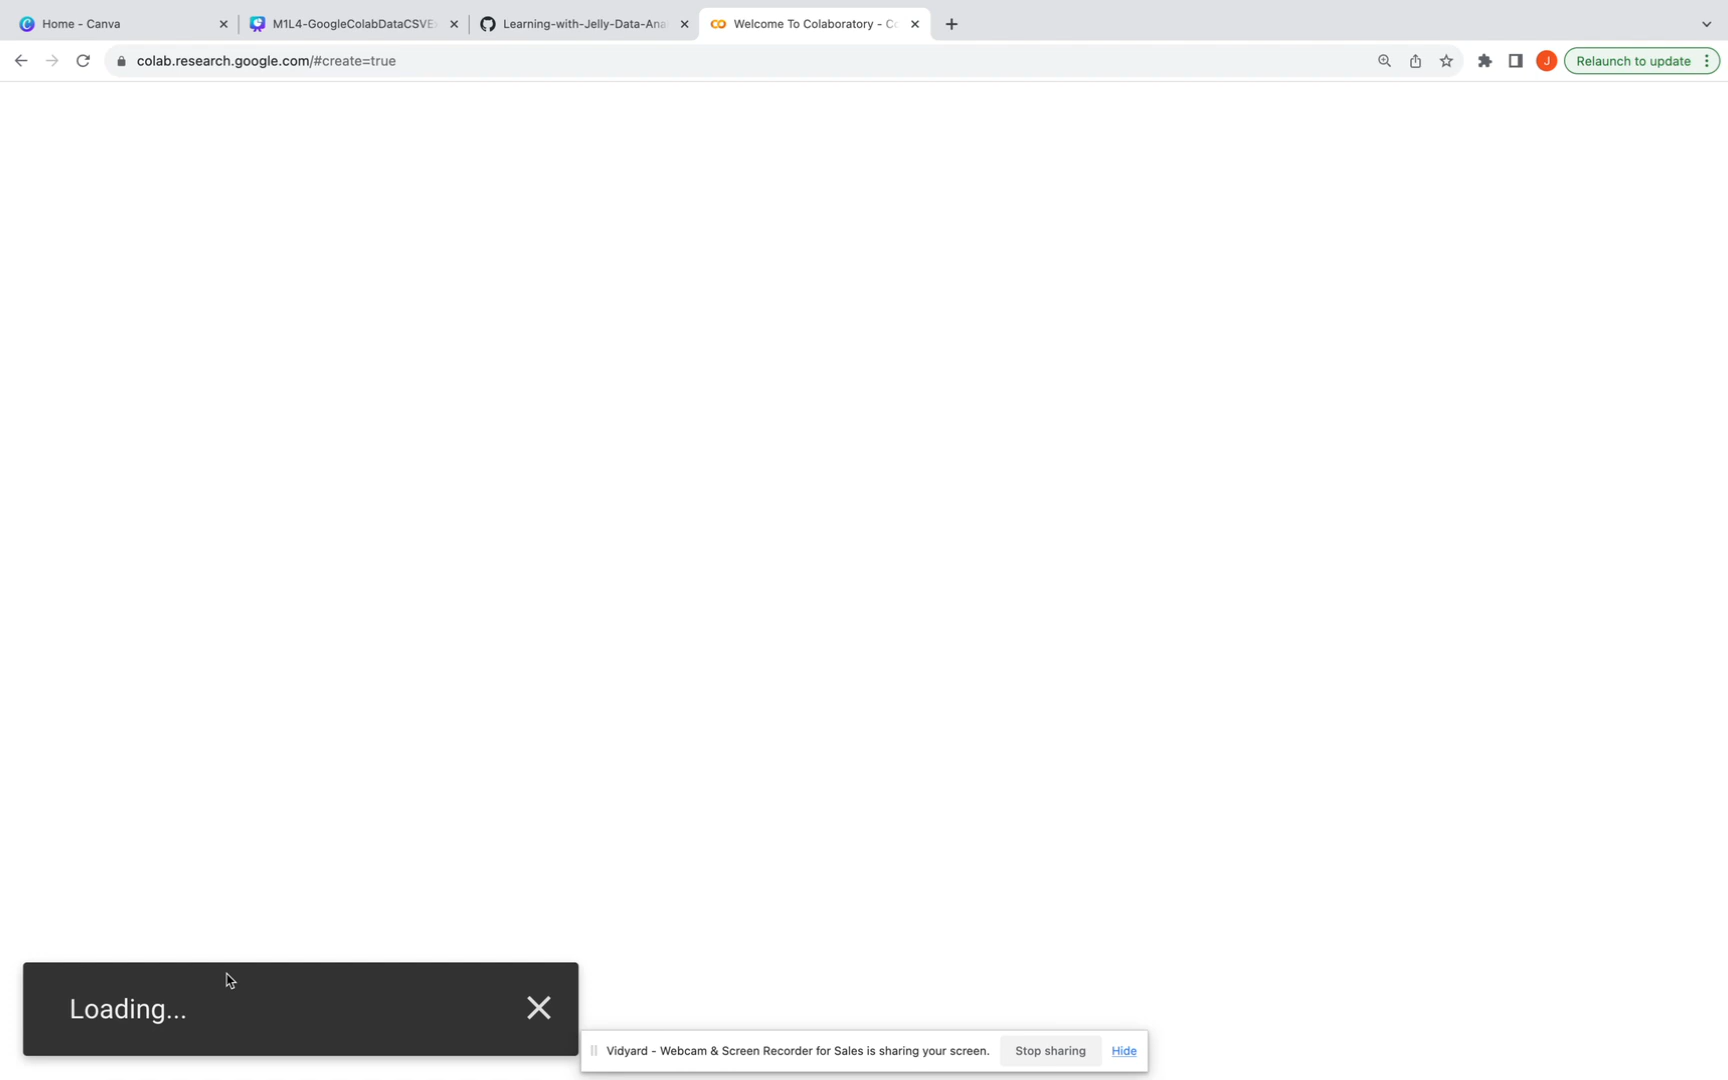 Home - Canva
M1L4-GoogleColabDataCSVE
Learning-with-Jelly-Data-Ana
Welcome To Colaboratory - C
colab.research.google.com/#create=true
J
Relaunch to update
Loading...
Vidyard - Webcam & Screen Recorder for Sales is sharing your screen.
Stop sharing
Hide